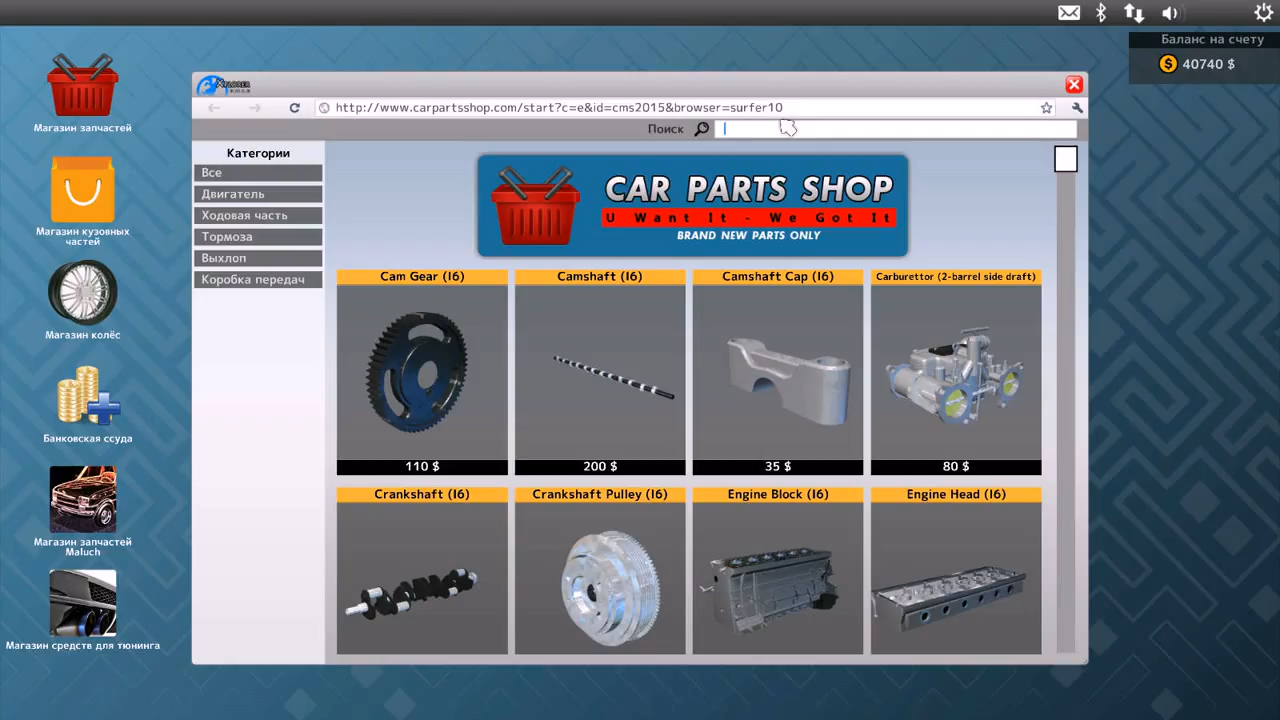 Баланс на счету
40740 $
Магазин запчастей
Магазин кузовных
частей
Магазин колёс
Банковская ссуда
Магазин запчастей
Maluch
Магазин средств для тюнинга
http://www.carpartsshop.com/start?c=e&id=cms2015&browser=surfer10
Поиск
Категории
Все
Двигатель
Ходовая часть
Тормоза
Выхлоп
Коробка передач
CAR PARTS SHOP
U Want It - We Got It
BRAND NEW PARTS ONLY
Cam Gear (I6)
Camshaft (I6)
Camshaft Cap (I6)
Carburettor (2-barrel side draft)
110 $
200 $
35 $
80 $
Crankshaft (I6)
Crankshaft Pulley (I6)
Engine Block (I6)
Engine Head (I6)